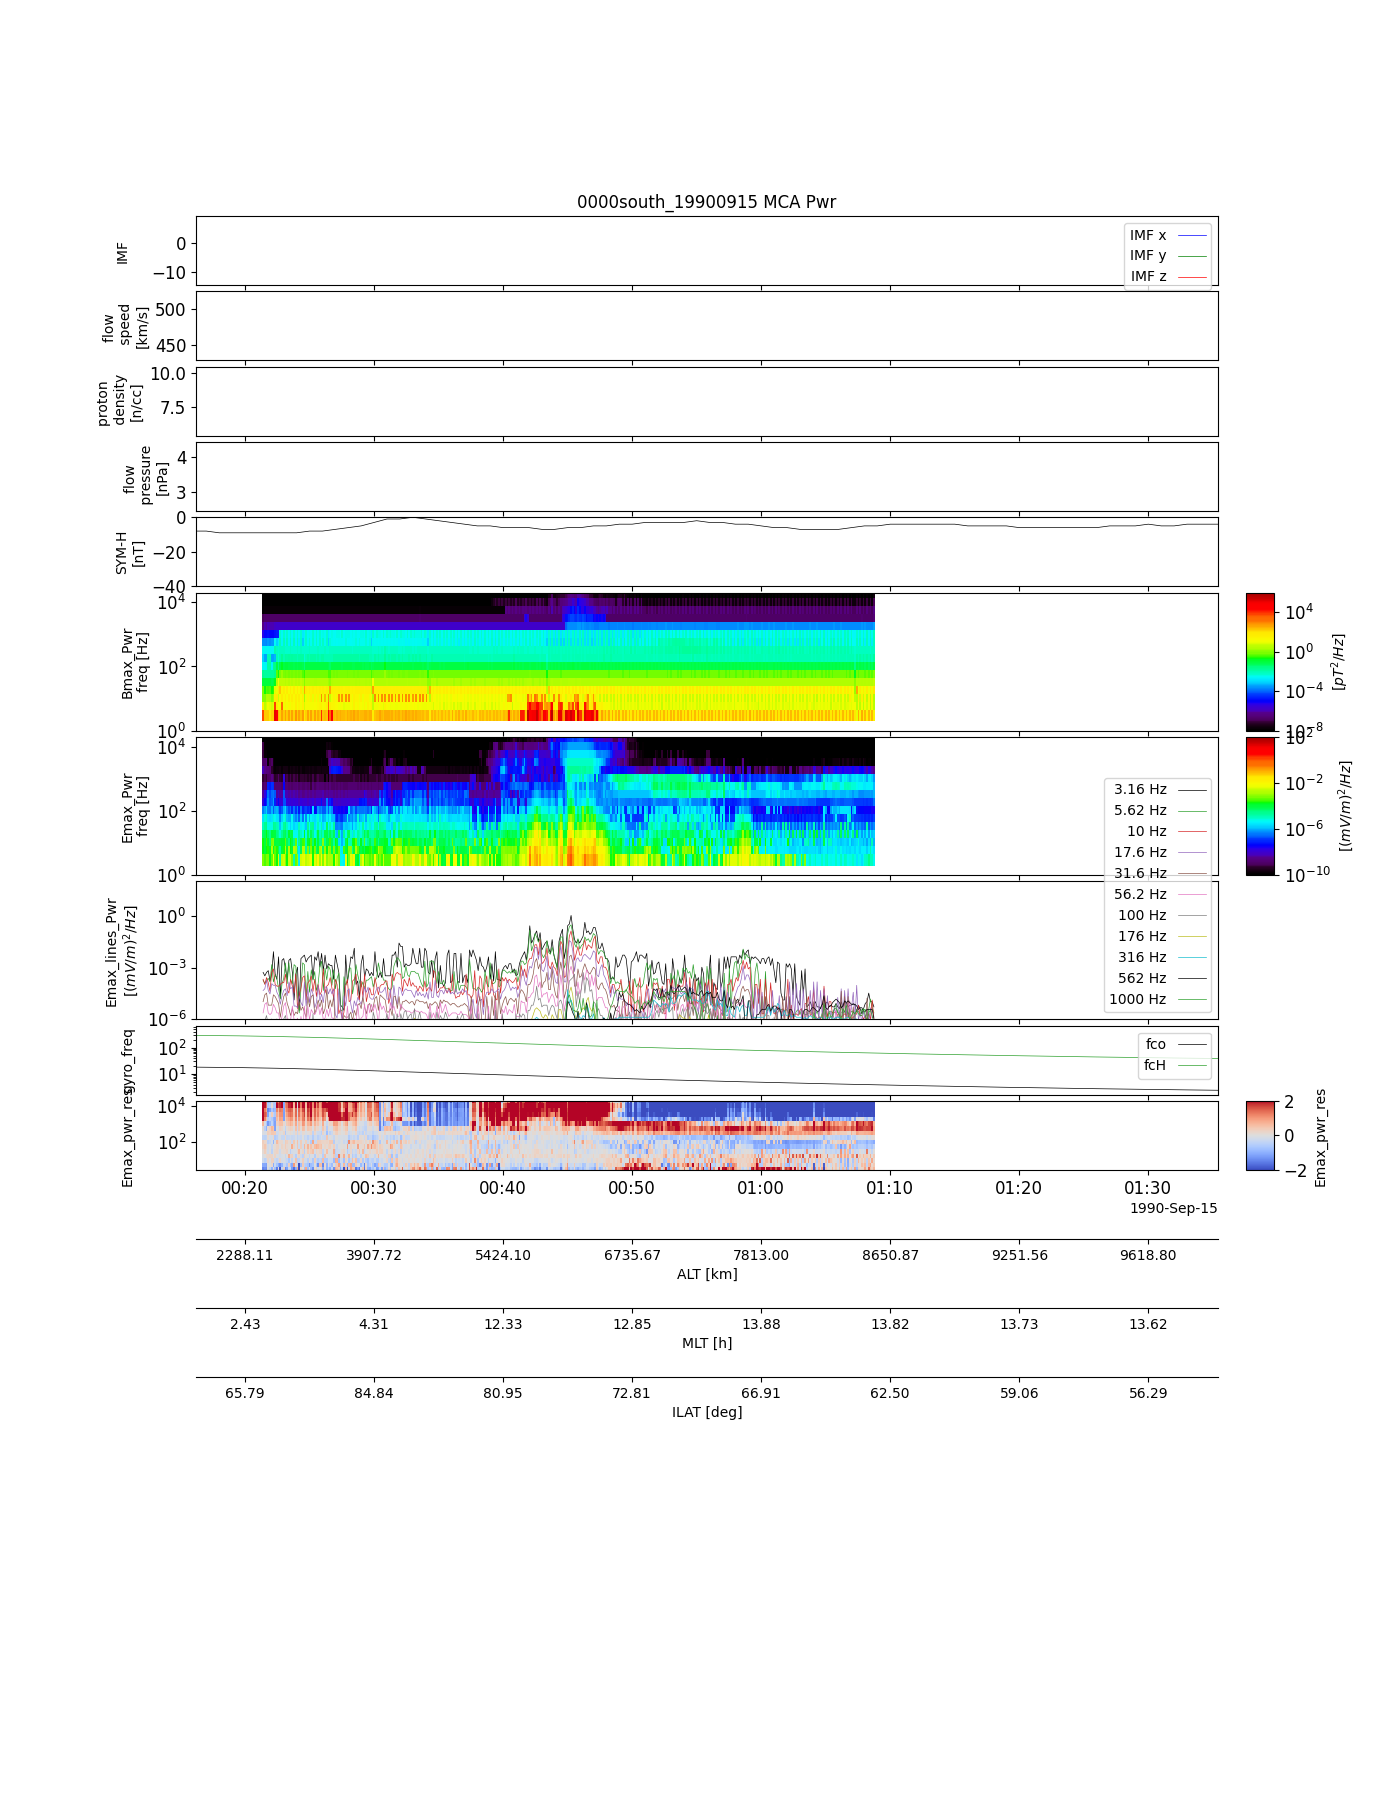 0000south_19900915 MCA Pwr
IMF
0
−10
IMF x
IMF y
IMF z
flow
speed
[km/s]
500
450
proton
density
[n/cc]
10.0
7.5
flow
pressure
[nPa]
4
3
SYM-H
[nT]
0
−20
−40
Bmax_Pwr
freq [Hz]
10^4
10^2
10^0
10^4
10^0
10^−4
10^−8
[pT^2/Hz]
Emax_Pwr
freq [Hz]
10^4
10^2
10^0
10^2
10^−2
10^−6
10^−10
[(mV/m)^2/Hz]
3.16 Hz
5.62 Hz
10 Hz
17.6 Hz
31.6 Hz
56.2 Hz
100 Hz
176 Hz
316 Hz
562 Hz
1000 Hz
Emax_lines_Pwr
[(mV/m)^2/Hz]
10^0
10^−3
10^−6
gyro_freq
10^2
10^1
fco
fcH
Emax_pwr_res
10^4
10^2
2
0
−2
Emax_pwr_res
00:20 00:30 00:40 00:50 01:00 01:10 01:20 01:30
1990-Sep-15
2288.11 3907.72 5424.10 6735.67 7813.00 8650.87 9251.56 9618.80
ALT [km]
2.43 4.31 12.33 12.85 13.88 13.82 13.73 13.62
MLT [h]
65.79 84.84 80.95 72.81 66.91 62.50 59.06 56.29
ILAT [deg]